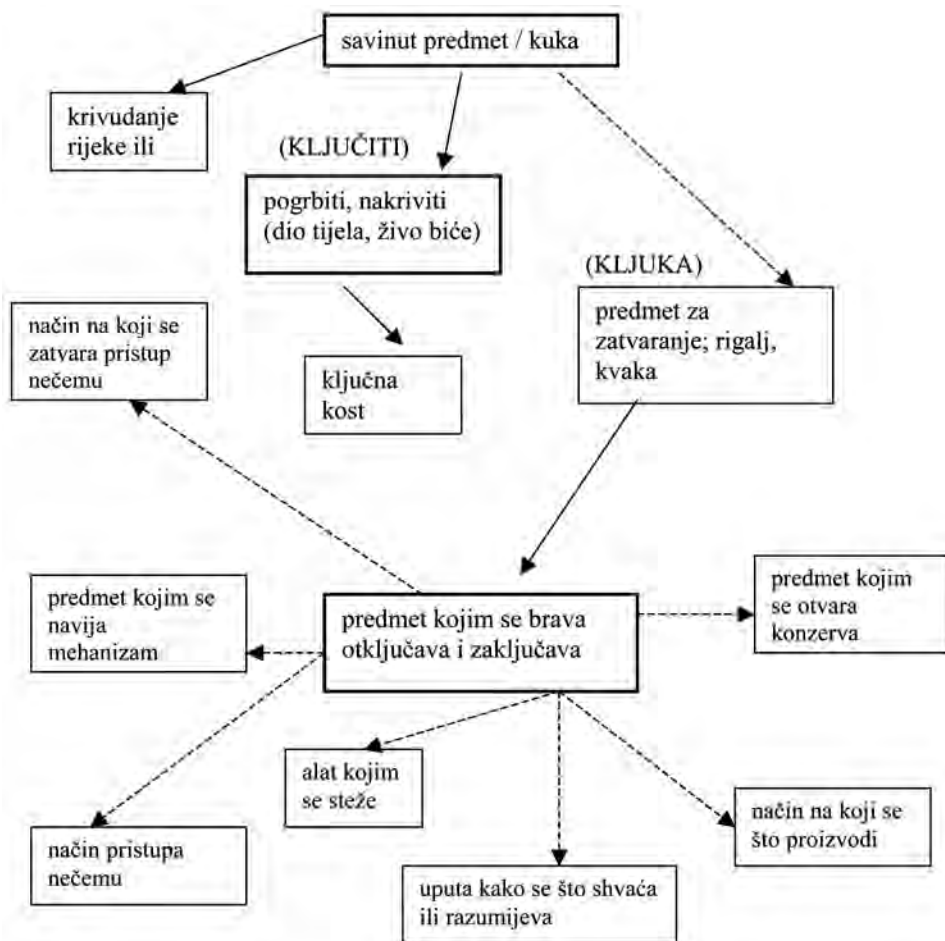 savinut predmet / kuka
krivudanje
rijeke ili
(KLJUČITI)
pogrbiti, nakriviti
(dio tijela, živo biće)
(KLJUKA)
predmet za
zatvaranje; rigalj,
kvaka
način na koji se
zatvara pristup
nečemu
ključna
kost
predmet kojim se
navija
mehanizam
predmet kojim se brava
otključava i zaključava
predmet kojim
se otvara
konzerva
alat kojim
se steže
način na koji se
što proizvodi
način pristupa
nečemu
uputa kako se što shvaća
ili razumijeva